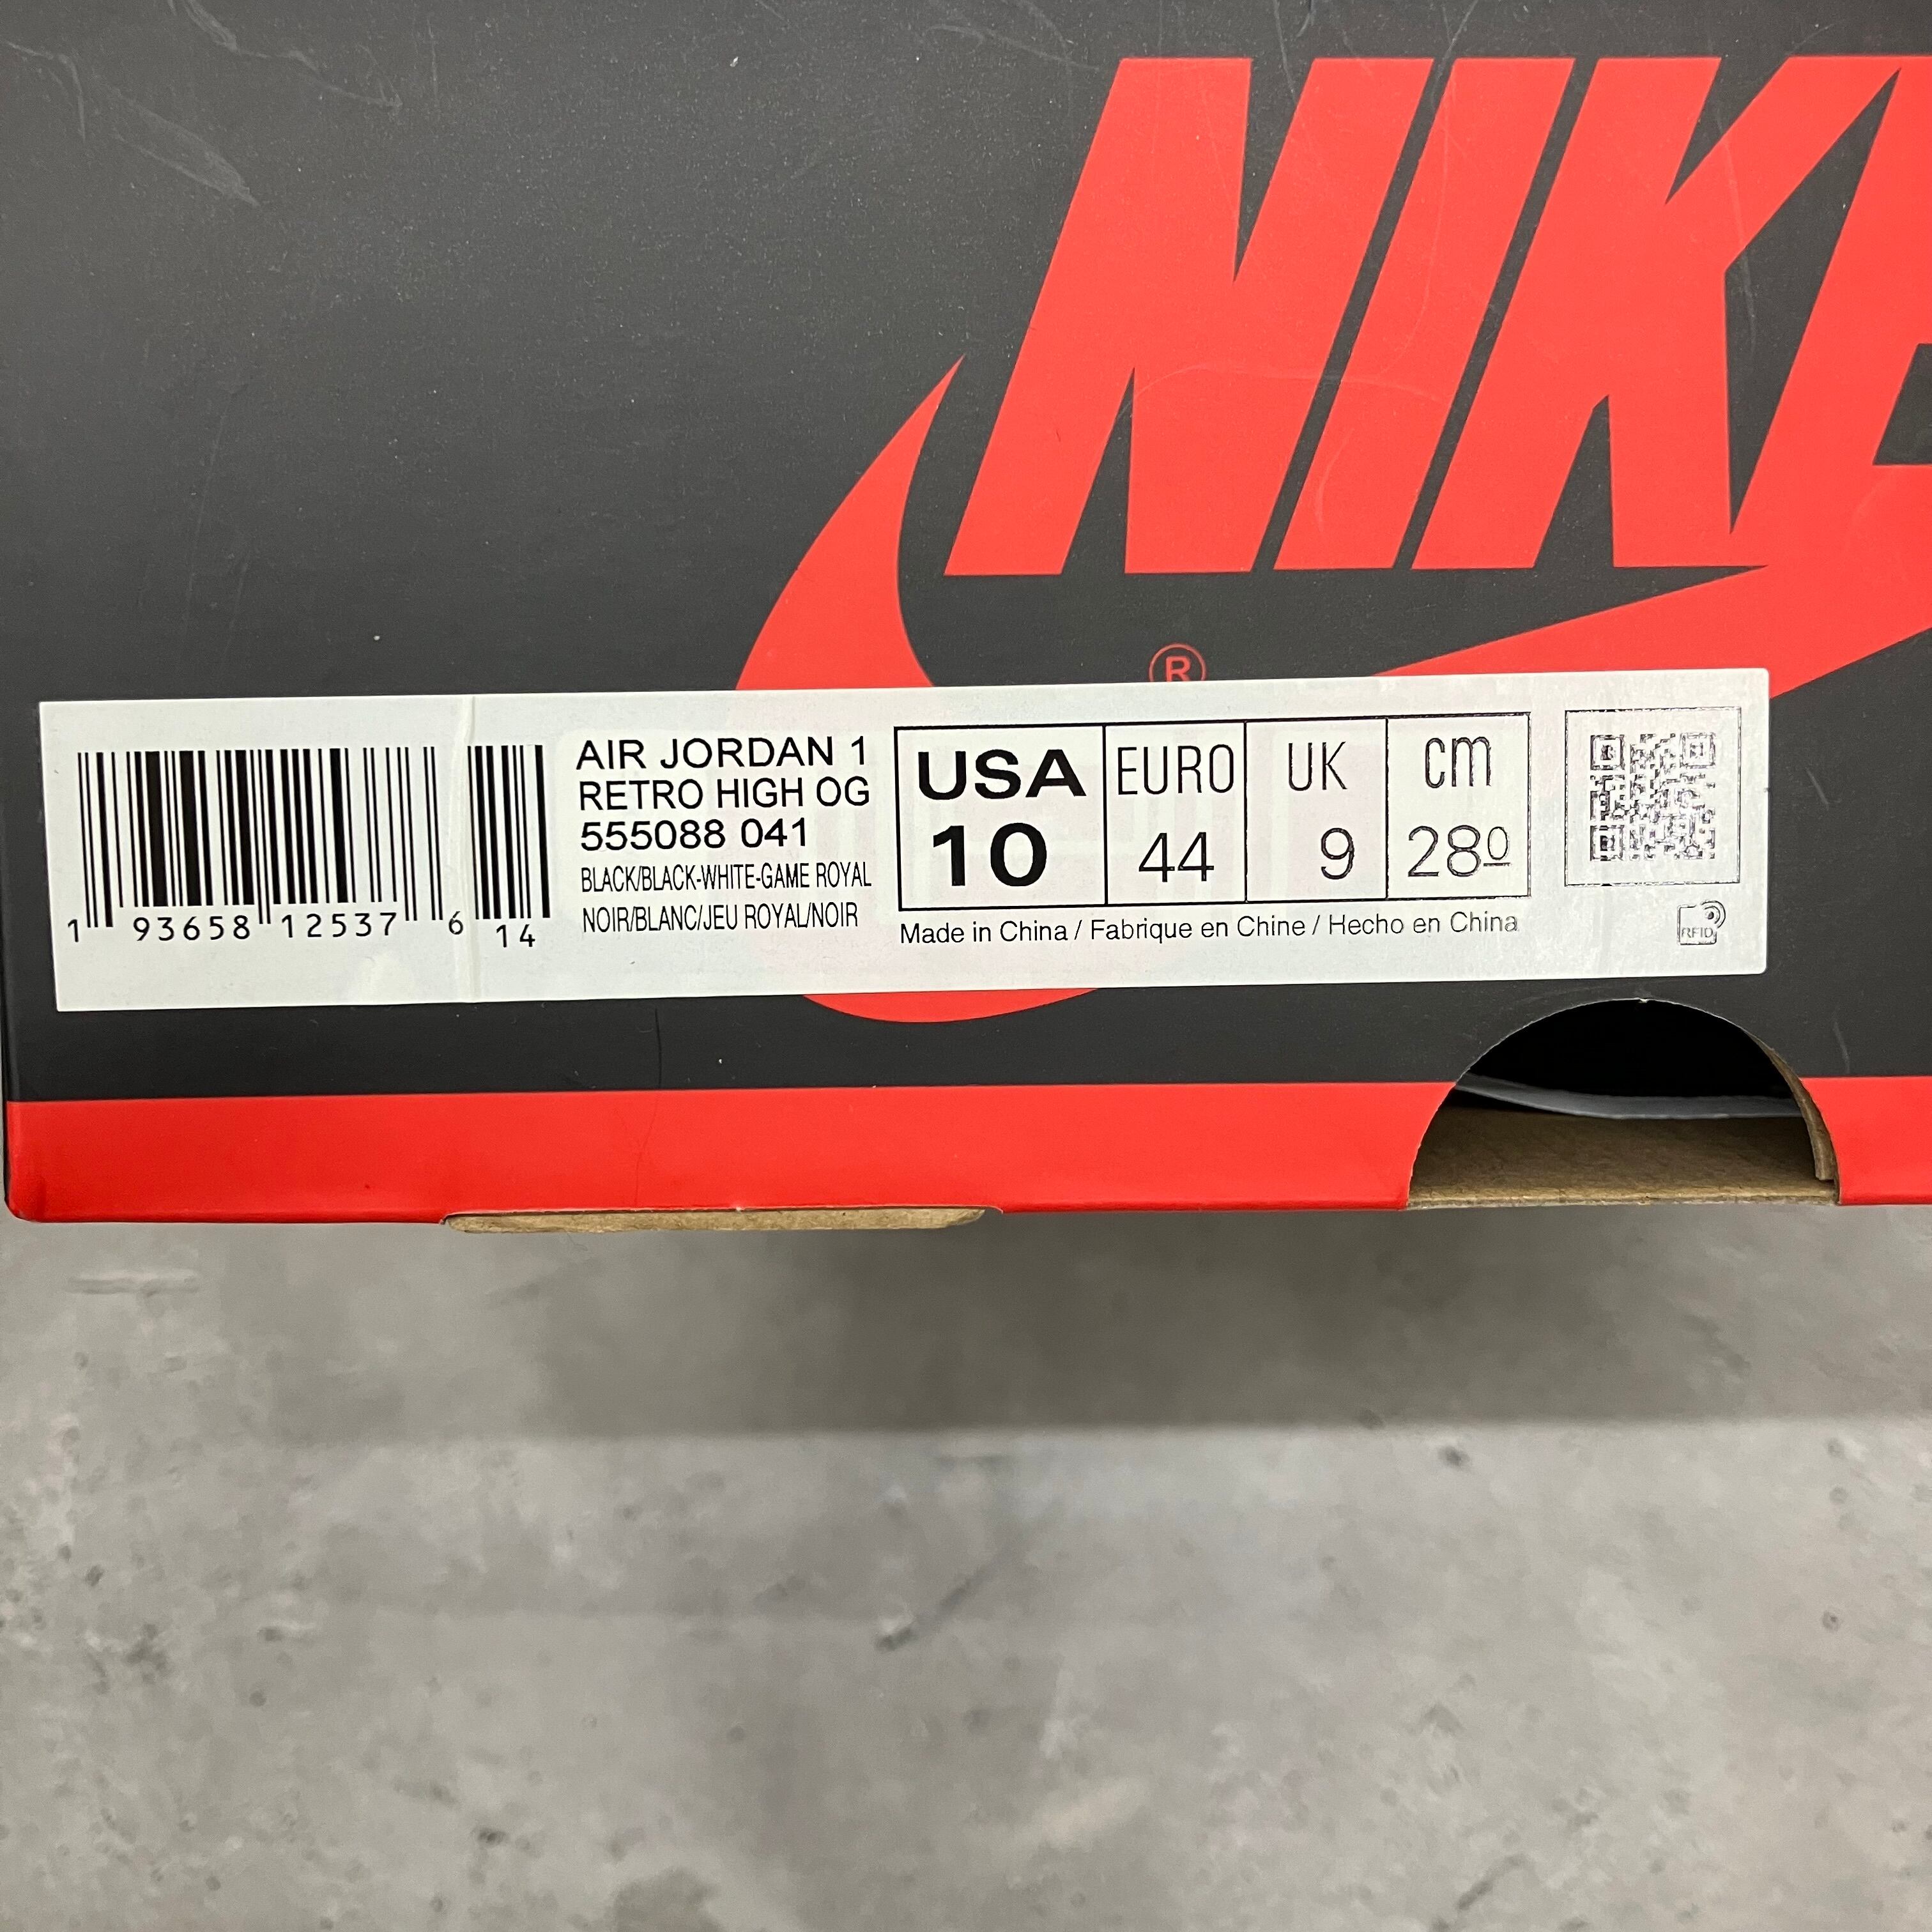 NIKE
®
AIR JORDAN 1
RETRO HIGH OG
555088 041
BLACK/BLACK-WHITE-GAME ROYAL
NOIR/BLANC/JEU ROYAL/NOIR
1 93658 12537 6 14
USA EURO UK cm
10 44 9 280
Made in China / Fabrique en Chine / Hecho en China
RFID